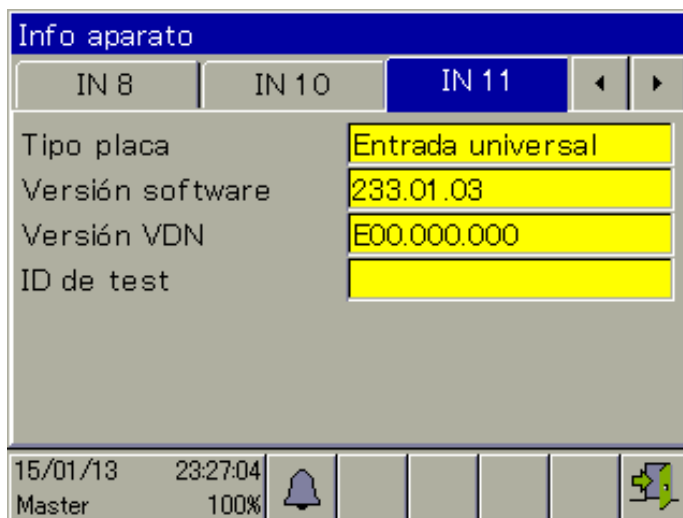 Info aparato
IN 8 IN 10 IN 11
Tipo placa Entrada universal
Versión software 233.01.03
Versión VDN E00.000.000
ID de test
15/01/13 23:27:04
Master 100%